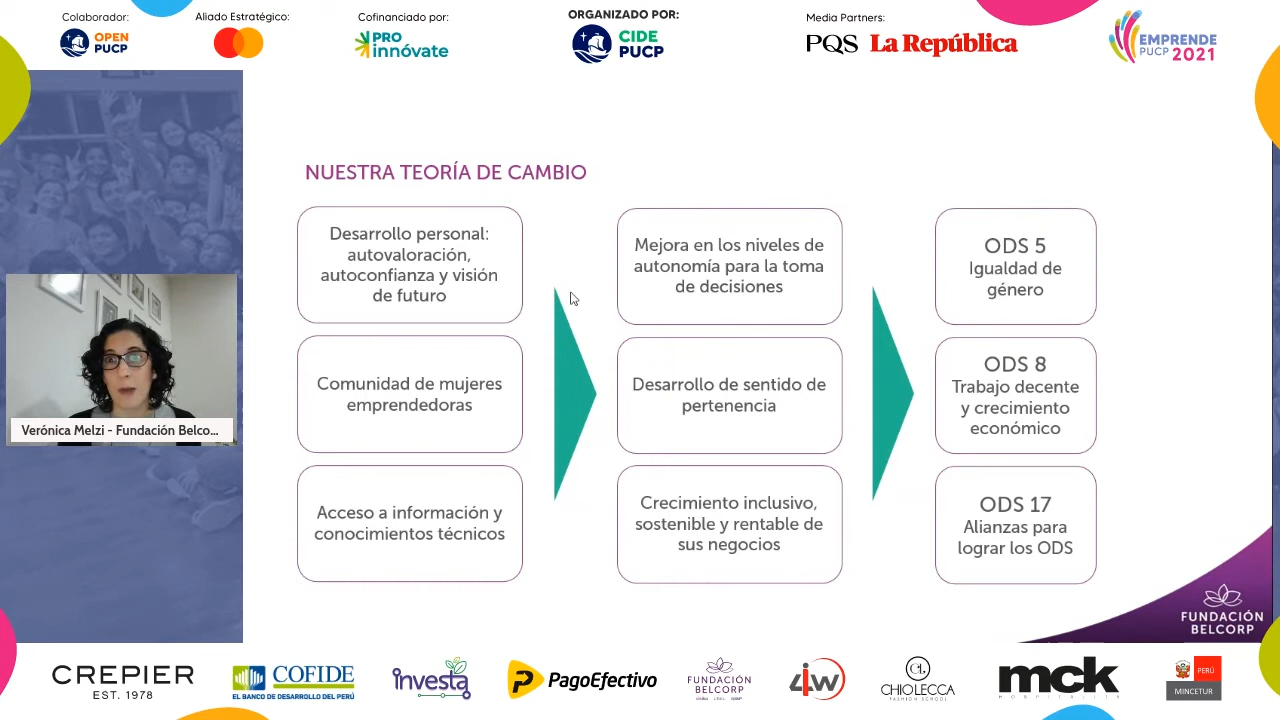 Colaborador:
OPEN
PUCP
Aliado Estratégico:
Cofinanciado por:
PRO
innóvate
ORGANIZADO POR:
CIDE
PUCP
Media Partners:
PQS La República
EMPRENDE
PUCP 2021
NUESTRA TEORÍA DE CAMBIO
Desarrollo personal:
autovaloración,
autoconfianza y visión
de futuro
Mejora en los niveles de
autonomía para la toma
de decisiones
ODS 5
Igualdad de
género
Comunidad de mujeres
emprendedoras
Desarrollo de sentido de
pertenencia
ODS 8
Trabajo decente
y crecimiento
económico
Acceso a información y
conocimientos técnicos
Crecimiento inclusivo,
sostenible y rentable de
sus negocios
ODS 17
Alianzas para
lograr los ODS
Verónica Melzi - Fundación Belco...
FUNDACIÓN
BELCORP
CREPIER
EST. 1978
COFIDE
EL BANCO DE DESARROLLO DEL PERÚ
investa
PagoEfectivo
FUNDACIÓN
BELCORP
4w
CL
CHIOLECCA
FASHION SCHOOL
mck
HOSPITALITY
PERÚ
MINCETUR